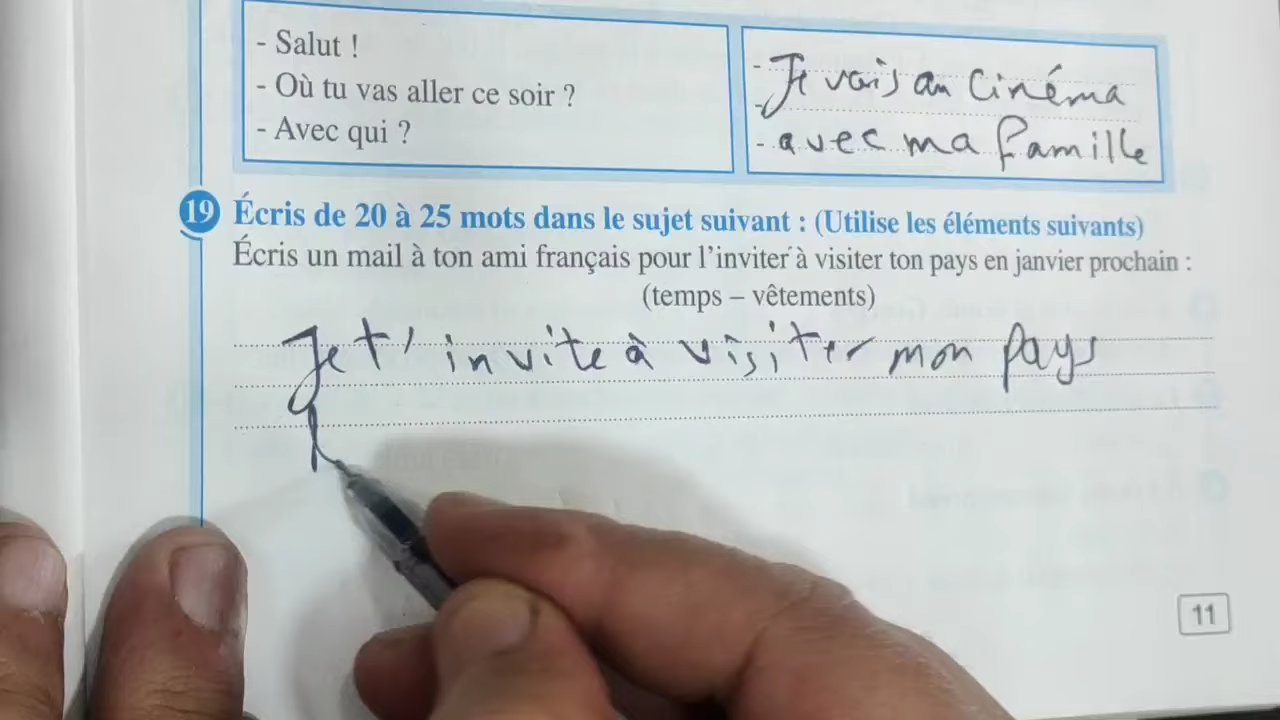 - Salut !
- Où tu vas aller ce soir ?
- Avec qui ?
- Je vais au cinéma
-
- avec ma famille
19 Écris de 20 à 25 mots dans le sujet suivant : (Utilise les éléments suivants)
Écris un mail à ton ami français pour l'inviter à visiter ton pays en janvier prochain :
(temps – vêtements)
Je t'invite à visiter mon pays
11